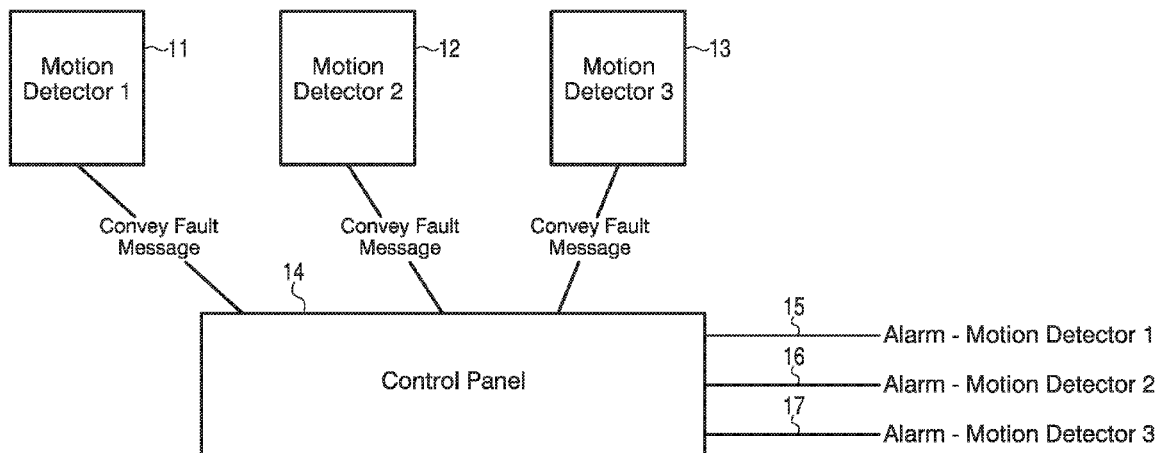 11
Motion
Detector 1
12
Motion
Detector 2
13
Motion
Detector 3
Convey Fault
Message
Convey Fault
Message
Convey Fault
Message
14
Control Panel
15
Alarm - Motion Detector 1
16
Alarm - Motion Detector 2
17
Alarm - Motion Detector 3